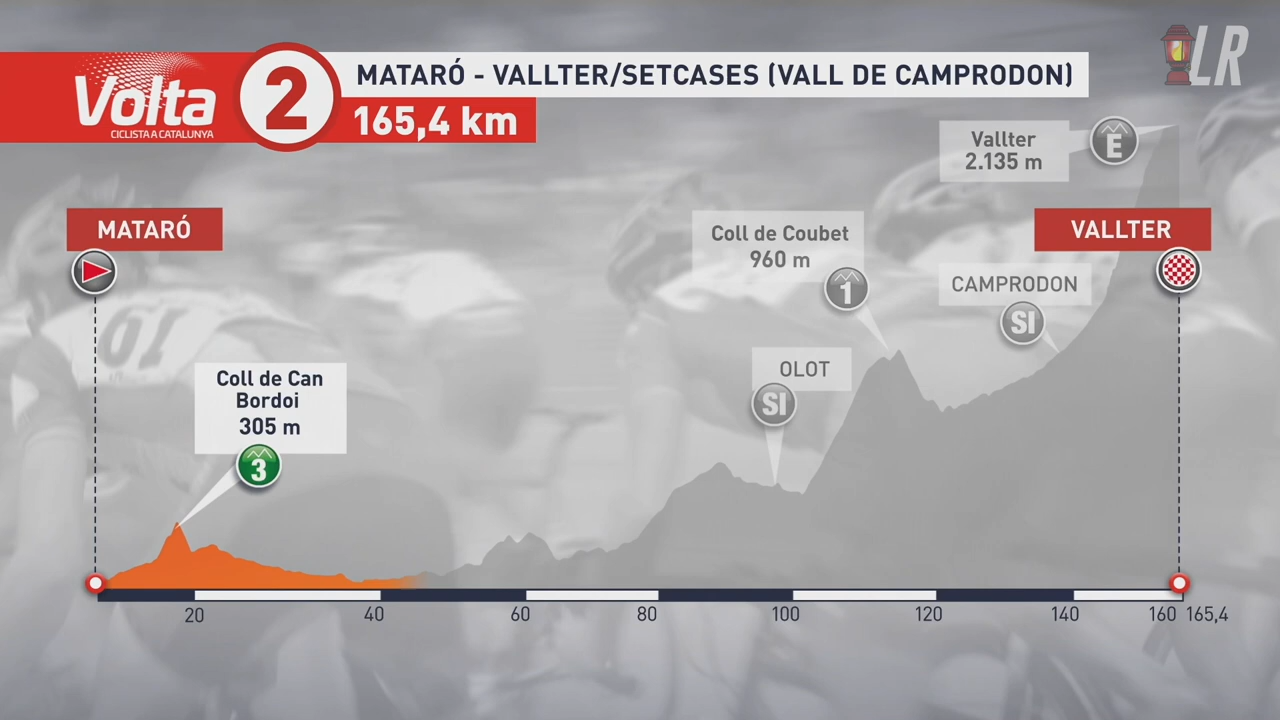 Volta
CICLISTA A CATALUNYA
2
MATARÓ - VALLTER/SETCASES (VALL DE CAMPRODON)
165,4 km
LR
Vallter
2.135 m
E
MATARÓ
VALLTER
Coll de Coubet
960 m
1
CAMPRODON
SI
OLOT
SI
61
Coll de Can
Bordoi
305 m
3
20
40
60
80
100
120
140
160
165,4